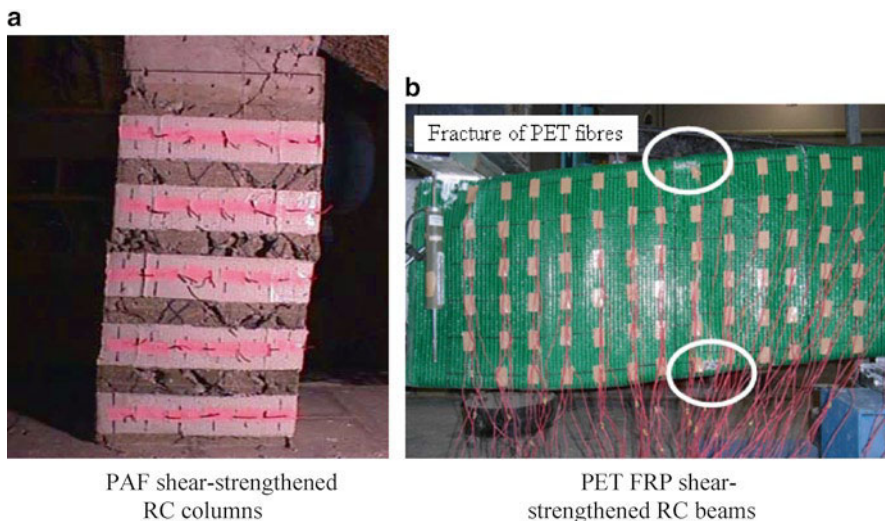 a
b
Fracture of PET fibres
PAF shear-strengthened
RC columns
PET FRP shear-
strengthened RC beams